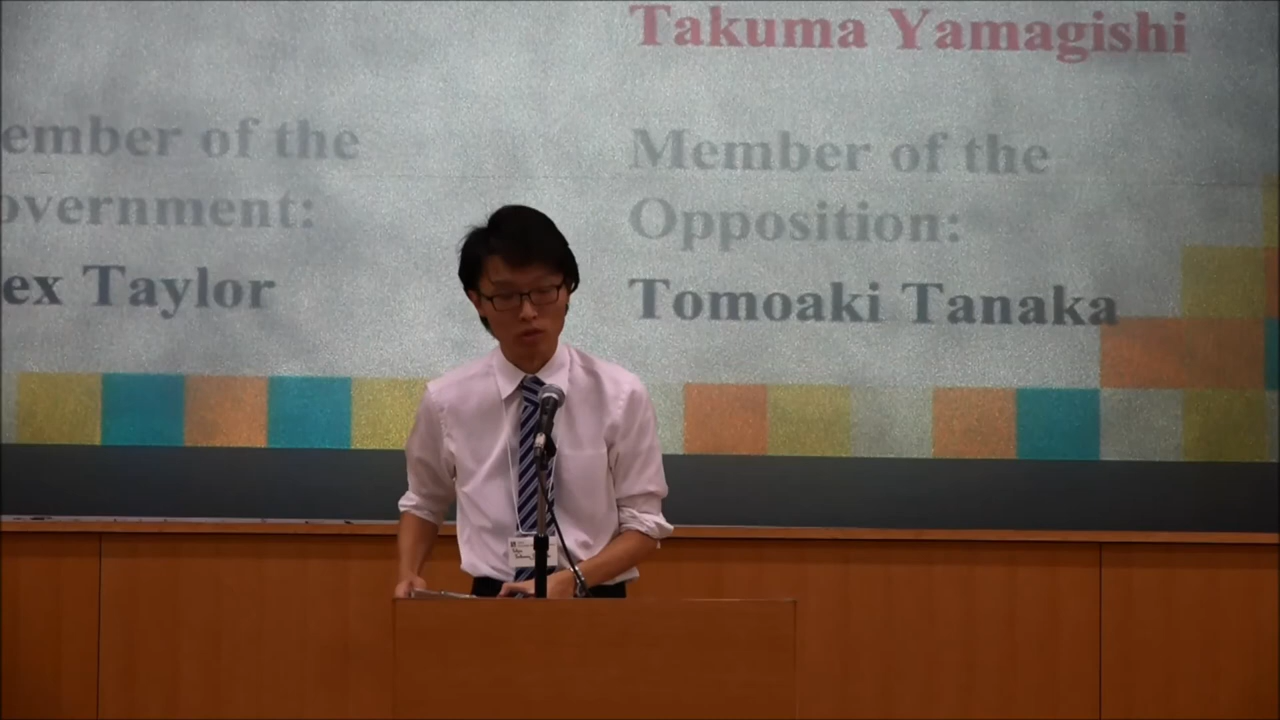 Takuma Yamagishi
ember of the
overnment:
ex Taylor
Member of the
Opposition:
Tomoaki Tanaka